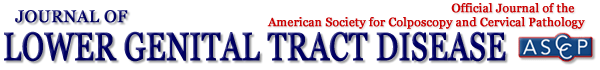 JOURNAL OF
LOWER GENITAL TRACT DISEASE
Official Journal of the
American Society for Colposcopy and Cervical Pathology
ASCCP